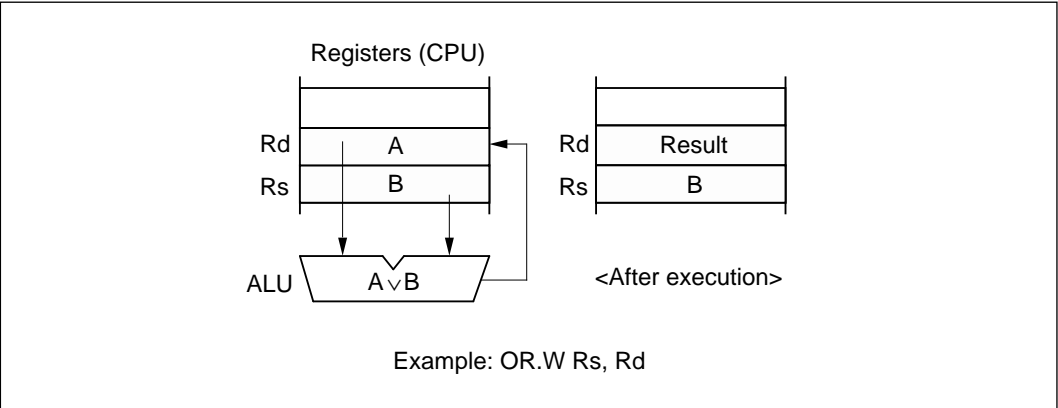 Registers (CPU)
Rd A Rd Result
Rs B Rs B
ALU A∨B <After execution>
Example: OR.W Rs, Rd